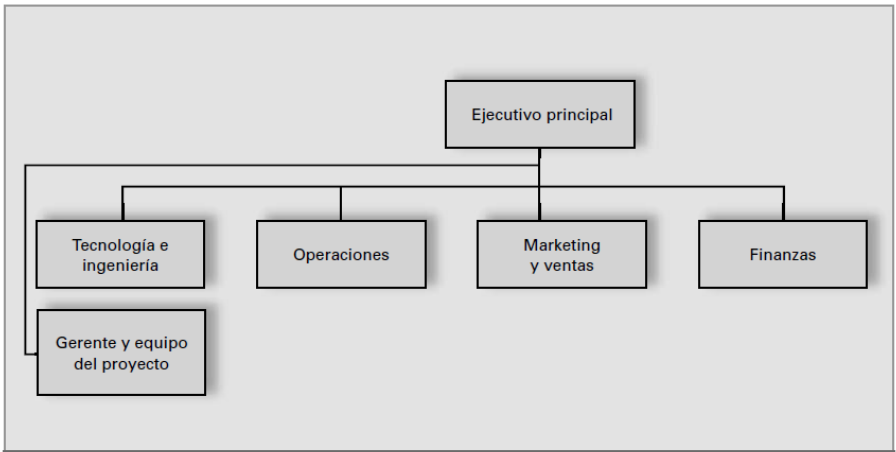 Ejecutivo principal
Tecnología e
ingeniería
Operaciones
Marketing
y ventas
Finanzas
Gerente y equipo
del proyecto